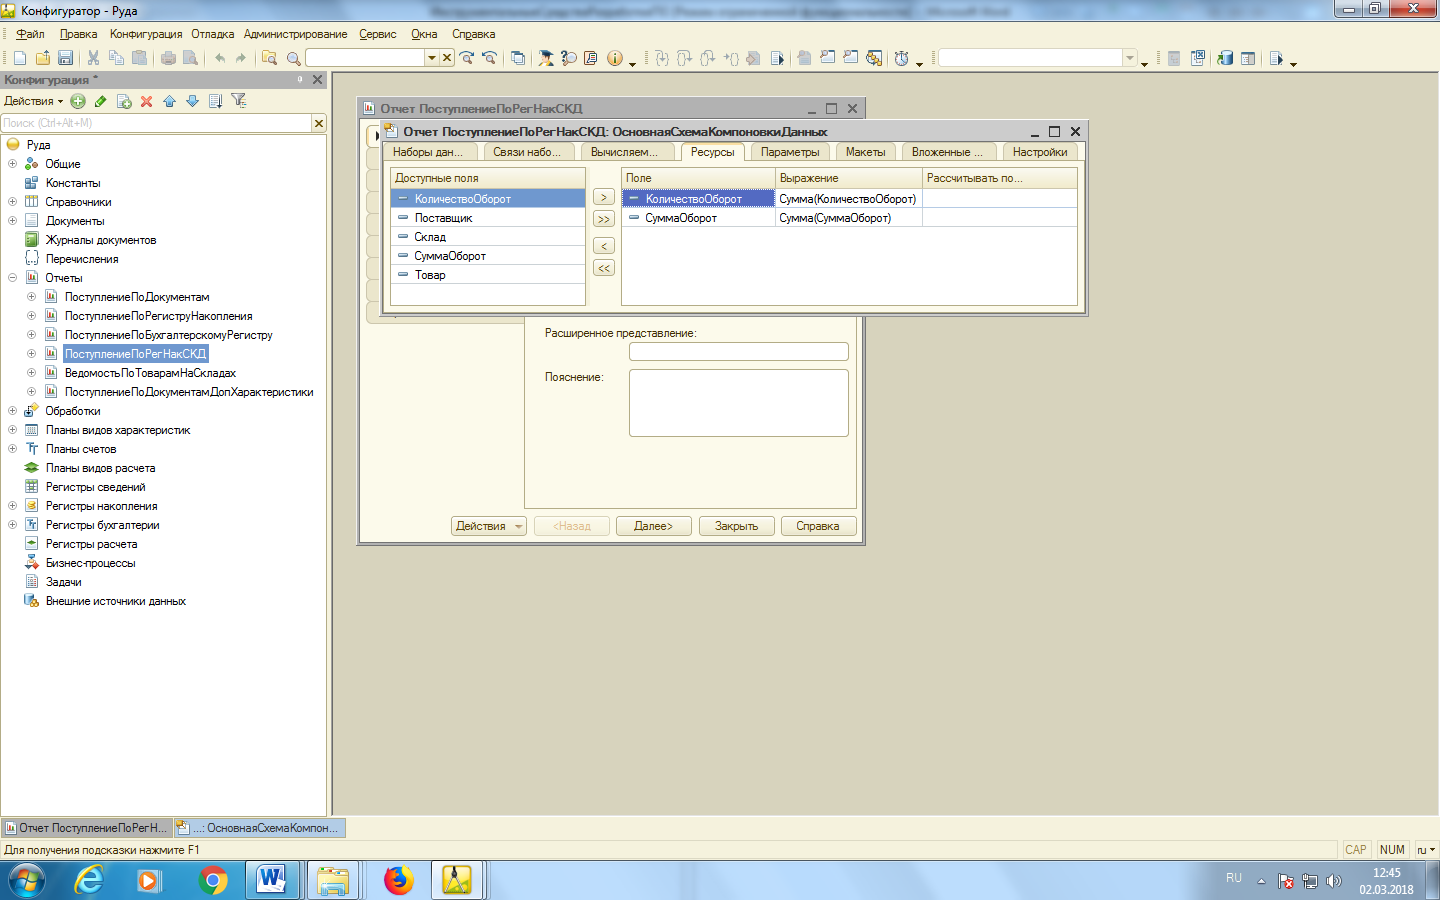 Конфигуратор - Руда
Файл Правка Конфигурация Отладка Администрирование Сервис Окна Справка
Конфигурация *
Действия
Поиск (Ctrl+Alt+M)
Руда
Общие
Константы
Справочники
Документы
Журналы документов
Перечисления
Отчеты
ПоступлениеПоДокументам
ПоступлениеПоРегиструНакопления
ПоступлениеПоБухгалтерскомуРегистру
ПоступлениеПоРегНакСКД
ВедомостьПоТоварамНаСкладах
ПоступлениеПоДокументамДопХарактеристики
Обработки
Планы видов характеристик
Планы счетов
Планы видов расчета
Регистры сведений
Регистры накопления
Регистры бухгалтерии
Регистры расчета
Бизнес-процессы
Задачи
Внешние источники данных
Отчет ПоступлениеПоРегНакСКД
Отчет ПоступлениеПоРегНакСКД: ОсновнаяСхемаКомпоновкиДанных
Наборы дан... Связи набо... Вычисляем... Ресурсы Параметры Макеты Вложенные ... Настройки
Доступные поля
КоличествоОборот
Поставщик
Склад
СуммаОборот
Товар
>
>>
<
<<
Поле Выражение Рассчитывать по...
КоличествоОборот Сумма(КоличествоОборот)
СуммаОборот Сумма(СуммаОборот)
Расширенное представление:
Пояснение:
Действия <Назад Далее> Закрыть Справка
Отчет ПоступлениеПоРегН... ...: ОсновнаяСхемаКомпон...
Для получения подсказки нажмите F1
CAP NUM ru
RU
12:45
02.03.2018